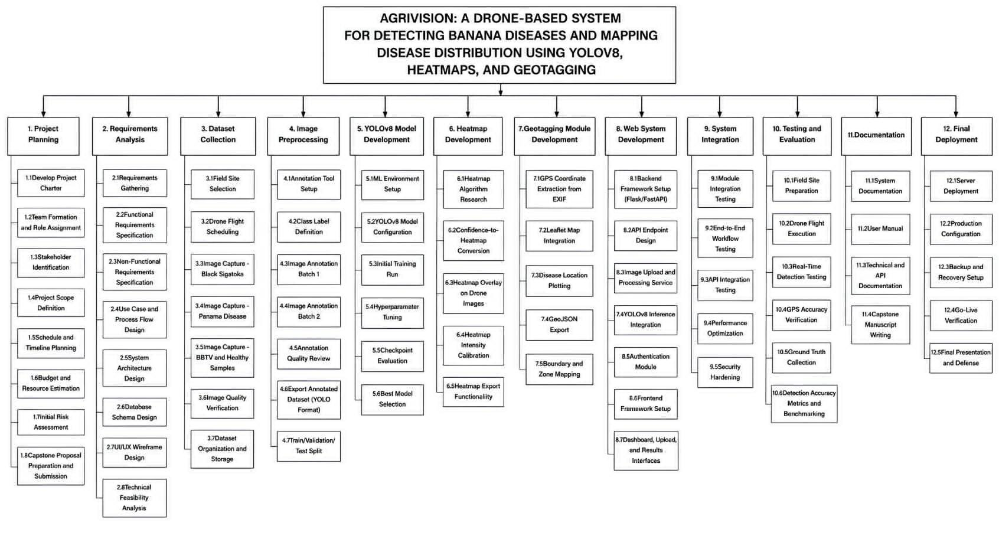 AGRIVISION: A DRONE-BASED SYSTEM
FOR DETECTING BANANA DISEASES AND MAPPING
DISEASE DISTRIBUTION USING YOLOV8,
HEATMAPS, AND GEOTAGGING
1. Project
Planning
1.1Develop Project
Charter
1.2Team Formation
and Role Assignment
1.3Stakeholder
Identification
1.4Project Scope
Definition
1.5Schedule and
Timeline Planning
1.6Budget and
Resource Estimation
1.7Initial Risk
Assessment
1.8Capstone Proposal
Preparation and
Submission
2. Requirements
Analysis
2.1Requirements
Gathering
2.2Functional
Requirements
Specification
2.3Non-Functional
Requirements
Specification
2.4Use Case and
Process Flow
Design
2.5System
Architecture
Design
2.6Database
Schema Design
2.7UI/UX Wireframe
Design
2.8Technical
Feasibility
Analysis
3. Dataset
Collection
3.1Field Site
Selection
3.2Drone Flight
Scheduling
3.3Image Capture -
Black Sigatoka
3.4Image Capture -
Panama Disease
3.5Image Capture -
BBTV and Healthy
Samples
3.6Image Quality
Verification
3.7Dataset
Organization and
Storage
4. Image
Preprocessing
4.1Annotation Tool
Setup
4.2Class Label
Definition
4.3Image Annotation
Batch 1
4.4Image Annotation
Batch 2
4.5Annotation
Quality Review
4.6Export Annotated
Dataset (YOLO
Format)
4.7Train/Validation/
Test Split
5. YOLOv8 Model
Development
5.1ML Environment
Setup
5.2YOLOv8 Model
Configuration
5.3Initial Training
Run
5.4Hyperparameter
Tuning
5.5Checkpoint
Evaluation
5.6Best Model
Selection
6. Heatmap
Development
6.1Heatmap
Algorithm
Research
6.2Confidence-to-
Heatmap
Conversion
6.3Heatmap Overlay
on Drone
Images
6.4Heatmap
Intensity
Calibration
6.5Heatmap Export
Functionality
7.Geotagging Module
Development
7.1GPS Coordinate
Extraction from
EXIF
7.2Leaflet Map
Integration
7.3Disease Location
Plotting
7.4GeoJSON
Export
7.5Boundary and
Zone Mapping
8. Web System
Development
8.1Backend
Framework Setup
(Flask/FastAPI)
8.2API Endpoint
Design
8.3Image Upload and
Processing Service
7.4YOLOv8 Inference
Integration
8.5Authentication
Module
8.6Frontend
Framework Setup
8.7Dashboard, Upload,
and Results
Interfaces
9. System
Integration
9.1Module
Integration
Testing
9.2End-to-End
Workflow
Testing
9.3API Integration
Testing
9.4Performance
Optimization
9.5Security
Hardening
10. Testing and
Evaluation
10.1Field Site
Preparation
10.2Drone Flight
Execution
10.3Real-Time
Detection Testing
10.4GPS Accuracy
Verification
10.5Ground Truth
Collection
10.6Detection Accuracy
Metrics and
Benchmarking
11.Documentation
11.1System
Documentation
11.2User Manual
11.3Technical and
API
Documentation
11.4Capstone
Manuscript
Writing
12. Final
Deployment
12.1Server
Deployment
12.2Production
Configuration
12.3Backup and
Recovery Setup
12.4Go-Live
Verification
12.5Final Presentation
and Defense